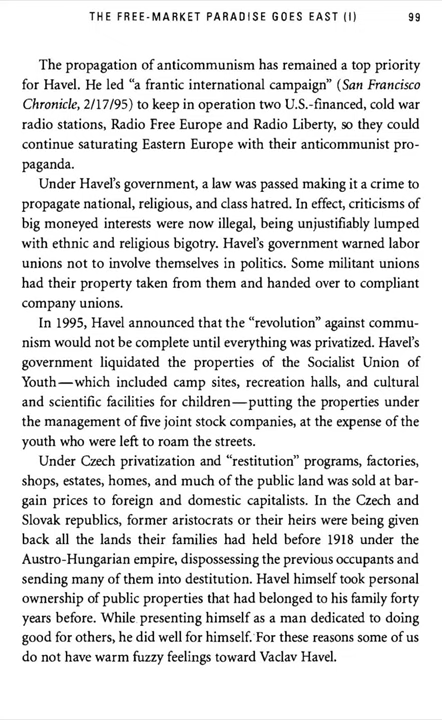 THE FREE-MARKET PARADISE GOES EAST (I) 99
The propagation of anticommunism has remained a top priority
for Havel. He led “a frantic international campaign” (San Francisco
Chronicle, 2/17/95) to keep in operation two U.S.-financed, cold war
radio stations, Radio Free Europe and Radio Liberty, so they could
continue saturating Eastern Europe with their anticommunist pro-
paganda.
Under Havel’s government, a law was passed making it a crime to
propagate national, religious, and class hatred. In effect, criticisms of
big moneyed interests were now illegal, being unjustifiably lumped
with ethnic and religious bigotry. Havel’s government warned labor
unions not to involve themselves in politics. Some militant unions
had their property taken from them and handed over to compliant
company unions.
In 1995, Havel announced that the “revolution” against commu-
nism would not be complete until everything was privatized. Havel’s
government liquidated the properties of the Socialist Union of
Youth—which included camp sites, recreation halls, and cultural
and scientific facilities for children—putting the properties under
the management of five joint stock companies, at the expense of the
youth who were left to roam the streets.
Under Czech privatization and “restitution” programs, factories,
shops, estates, homes, and much of the public land was sold at bar-
gain prices to foreign and domestic capitalists. In the Czech and
Slovak republics, former aristocrats or their heirs were being given
back all the lands their families had held before 1918 under the
Austro-Hungarian empire, dispossessing the previous occupants and
sending many of them into destitution. Havel himself took personal
ownership of public properties that had belonged to his family forty
years before. While presenting himself as a man dedicated to doing
good for others, he did well for himself. For these reasons some of us
do not have warm fuzzy feelings toward Vaclav Havel.